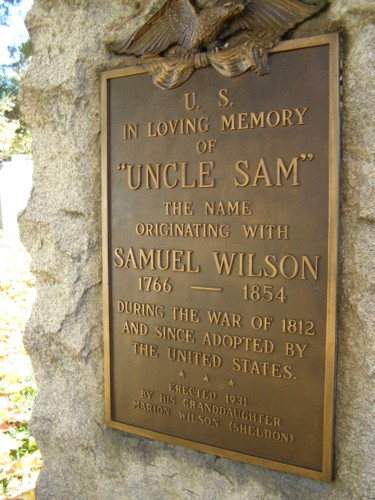 U. S.
IN LOVING MEMORY
OF
"UNCLE SAM"
THE NAME
ORIGINATING WITH
SAMUEL WILSON
1766 — 1854
DURING THE WAR OF 1812
AND SINCE ADOPTED BY
THE UNITED STATES.
ERECTED 1931
BY HIS GRANDDAUGHTER
MARION WILSON (SHELDON)